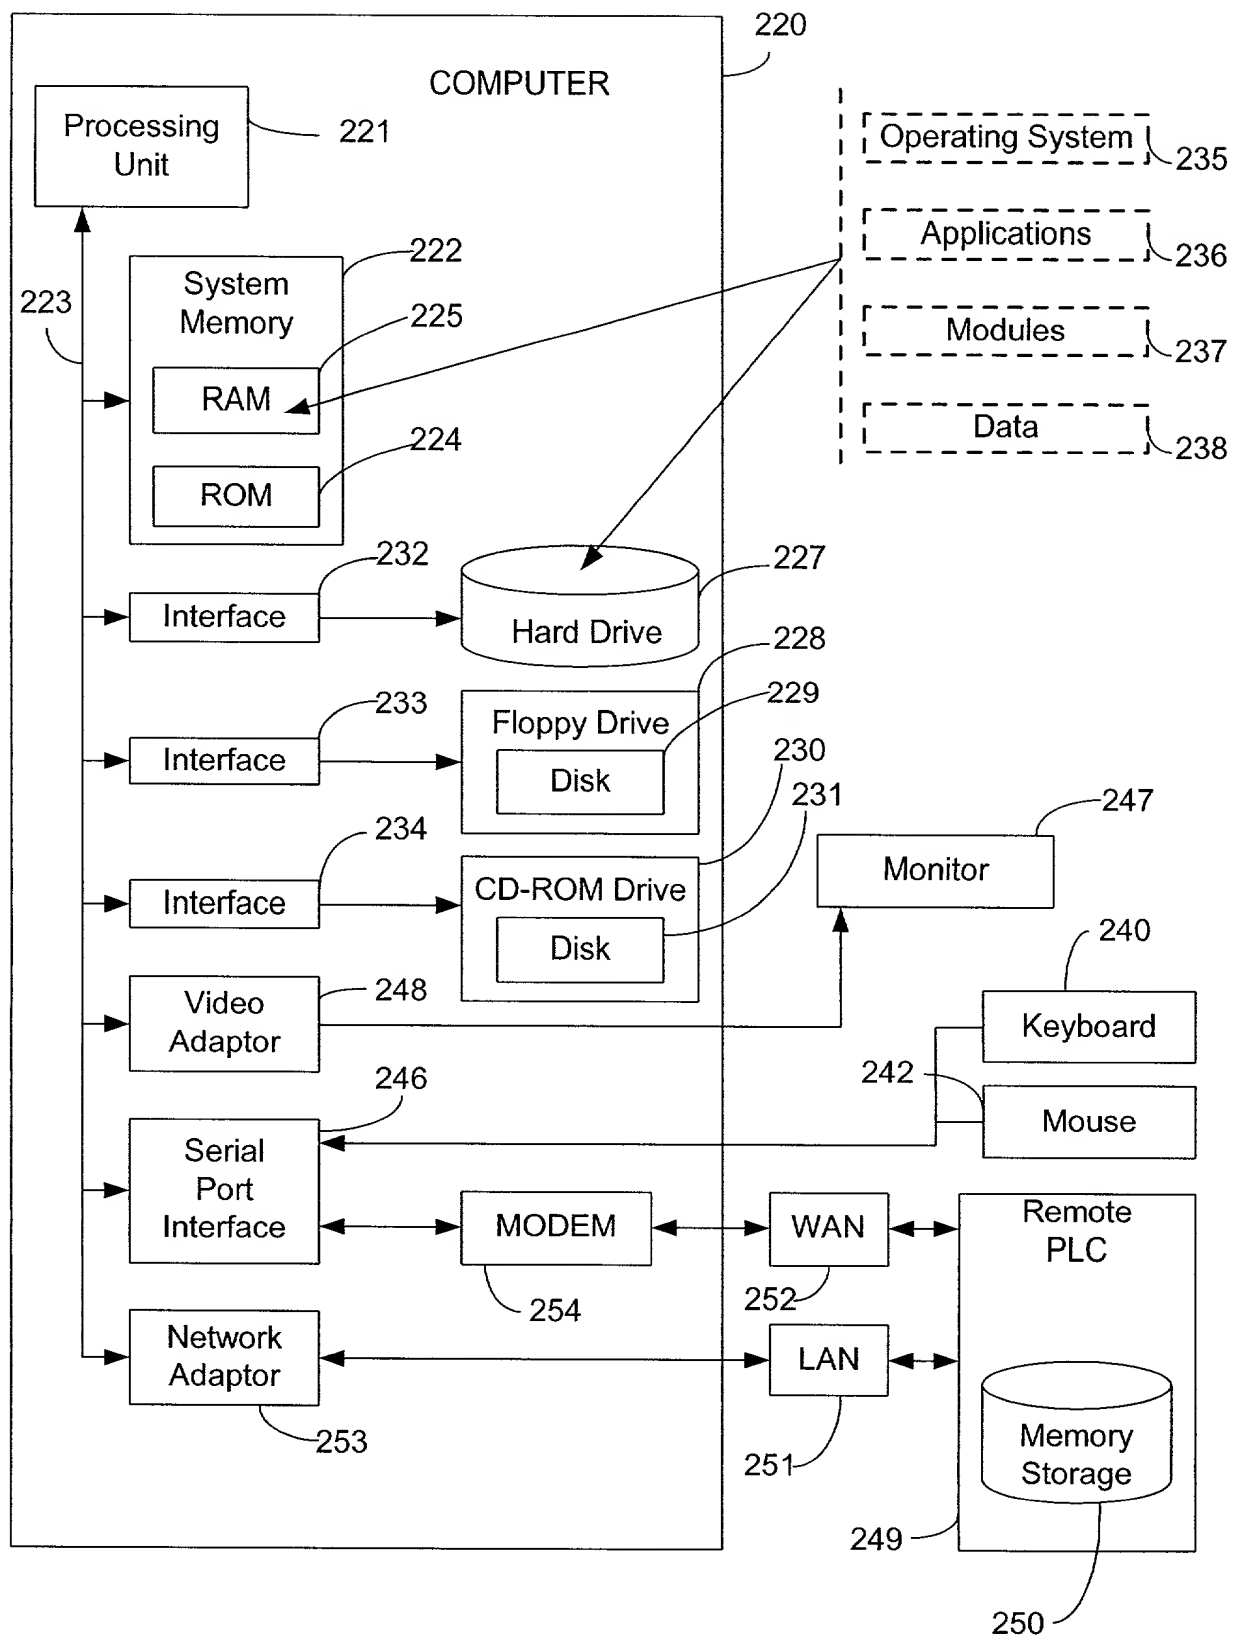 220
COMPUTER
Processing
Unit
221
Operating System
235
Applications
236
Modules
237
Data
238
222
System
Memory
223
225
RAM
224
ROM
232
Interface
227
Hard Drive
228
233
Interface
229
Floppy Drive
Disk
230
231
234
Interface
CD-ROM Drive
Disk
247
Monitor
240
Keyboard
242
Mouse
248
Video
Adaptor
246
Serial
Port
Interface
MODEM
254
WAN
252
Remote
PLC
Network
Adaptor
253
LAN
251
Memory
Storage
249
250